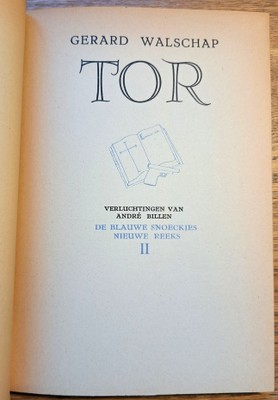 GERARD WALSCHAP
TOR
VERLUCHTINGEN VAN
ANDRÉ BILLEN
DE BLAUWE SNOECKJES
NIEUWE REEKS
II